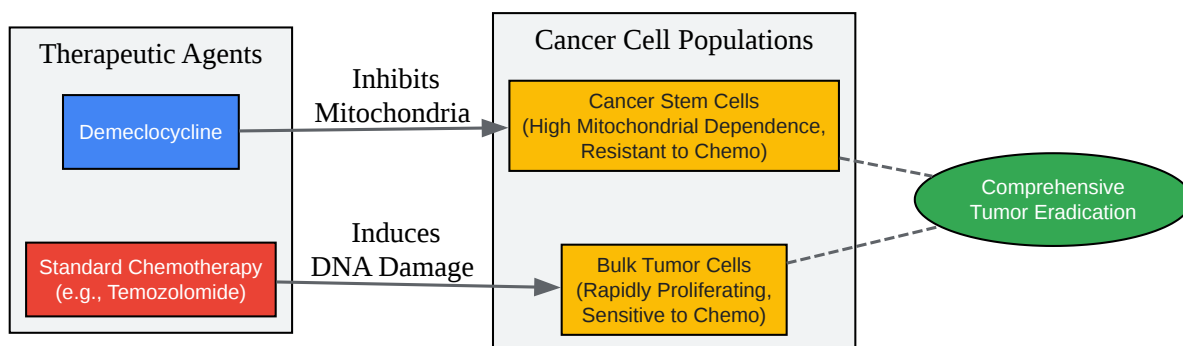 Therapeutic Agents
Demeclocycline
Standard Chemotherapy
(e.g., Temozolomide)
Inhibits
Mitochondria
Induces
DNA Damage
Cancer Cell Populations
Cancer Stem Cells
(High Mitochondrial Dependence,
Resistant to Chemo)
Bulk Tumor Cells
(Rapidly Proliferating,
Sensitive to Chemo)
Comprehensive
Tumor Eradication